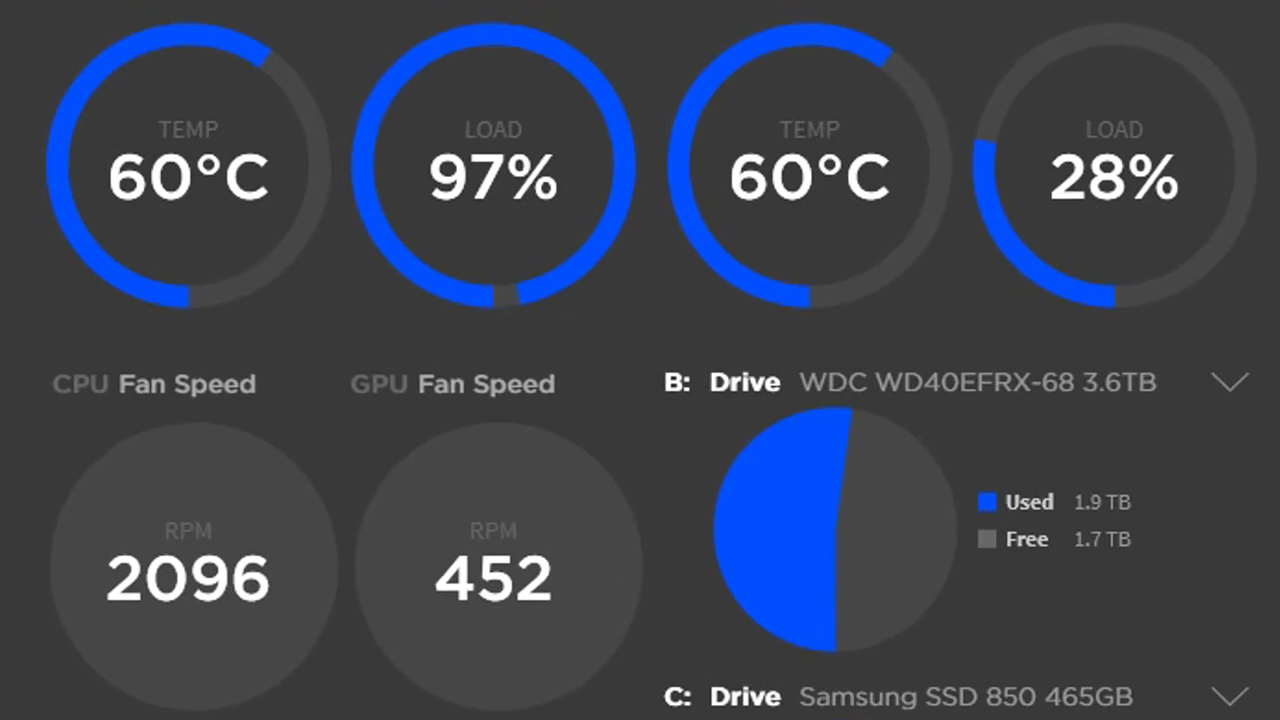 TEMP
60°C
LOAD
97%
TEMP
60°C
LOAD
28%
CPU Fan Speed
RPM
2096
GPU Fan Speed
RPM
452
B: Drive WDC WD40EFRX-68 3.6TB
Used 1.9 TB
Free 1.7 TB
C: Drive Samsung SSD 850 465GB